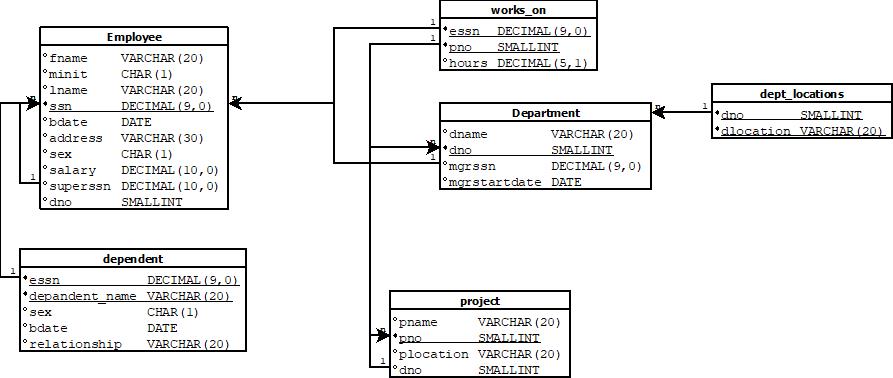 works_on
essn DECIMAL(9,0)
pno SMALLINT
hours DECIMAL(5,1)
Employee
fname VARCHAR(20)
minit CHAR(1)
lname VARCHAR(20)
ssn DECIMAL(9,0)
bdate DATE
address VARCHAR(30)
sex CHAR(1)
salary DECIMAL(10,0)
superssn DECIMAL(10,0)
dno SMALLINT
Department
dname VARCHAR(20)
dno SMALLINT
mgrssn DECIMAL(9,0)
mgrstartdate DATE
dept_locations
dno SMALLINT
dlocation VARCHAR(20)
dependent
essn DECIMAL(9,0)
depandent_name VARCHAR(20)
sex CHAR(1)
bdate DATE
relationship VARCHAR(20)
project
pname VARCHAR(20)
pno SMALLINT
plocation VARCHAR(20)
dno SMALLINT
1
1
1
1
1
1
1